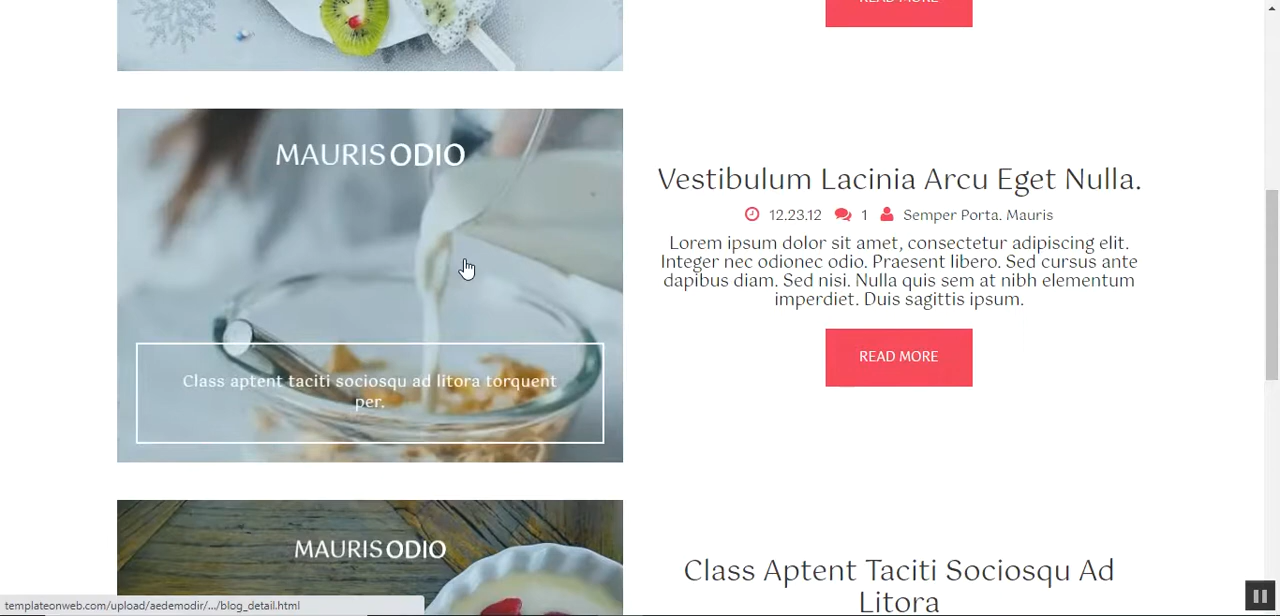 READ MORE
MAURIS ODIO
Class aptent taciti sociosqu ad litora torquent
per.
Vestibulum Lacinia Arcu Eget Nulla.
12.23.12 1 Semper Porta. Mauris
Lorem ipsum dolor sit amet, consectetur adipiscing elit.
Integer nec odionec odio. Praesent libero. Sed cursus ante
dapibus diam. Sed nisi. Nulla quis sem at nibh elementum
imperdiet. Duis sagittis ipsum.
READ MORE
MAURIS ODIO
Class Aptent Taciti Sociosqu Ad
Litora
templateonweb.com/upload/aedemodir/.../blog_detail.html